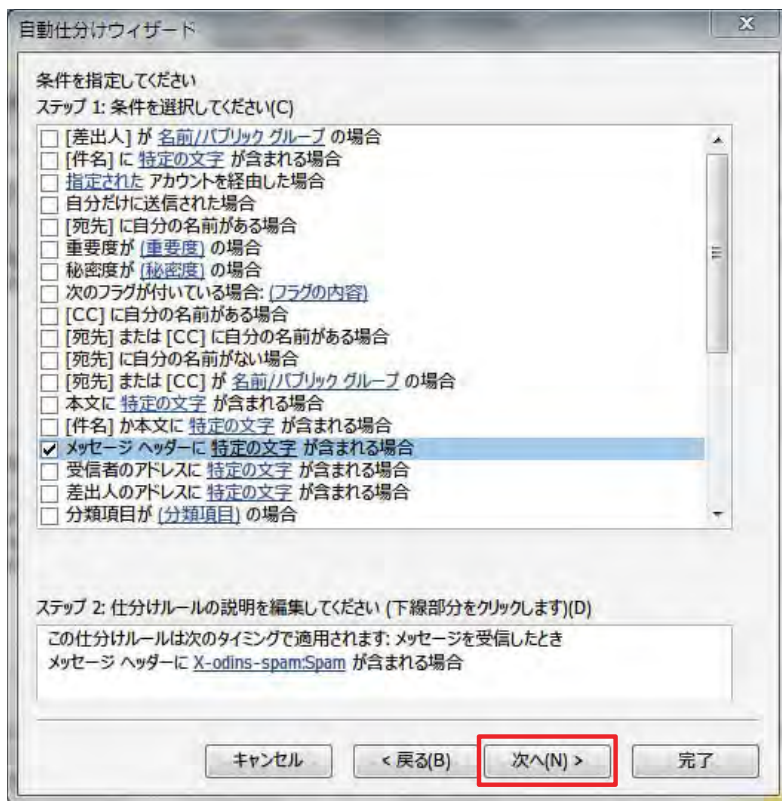 自動仕分けウィザード
条件を指定してください
ステップ 1: 条件を選択してください(C)
[差出人] が 名前/パブリック グループ の場合
[件名] に 特定の文字 が含まれる場合
指定された アカウントを経由した場合
自分だけに送信された場合
[宛先] に自分の名前がある場合
重要度が (重要度) の場合
秘密度が (秘密度) の場合
次のフラグが付いている場合: (フラグの内容)
[CC] に自分の名前がある場合
[宛先] または [CC] に自分の名前がある場合
[宛先] に自分の名前がない場合
[宛先] または [CC] が 名前/パブリック グループ の場合
本文に 特定の文字 が含まれる場合
[件名] か本文に 特定の文字 が含まれる場合
メッセージ ヘッダーに 特定の文字 が含まれる場合
受信者のアドレスに 特定の文字 が含まれる場合
差出人のアドレスに 特定の文字 が含まれる場合
分類項目が (分類項目) の場合
ステップ 2: 仕分けルールの説明を編集してください (下線部分をクリックします)(D)
この仕分けルールは次のタイミングで適用されます: メッセージを受信したとき
メッセージ ヘッダーに X-odins-spam:Spam が含まれる場合
キャンセル < 戻る(B) 次へ(N) > 完了